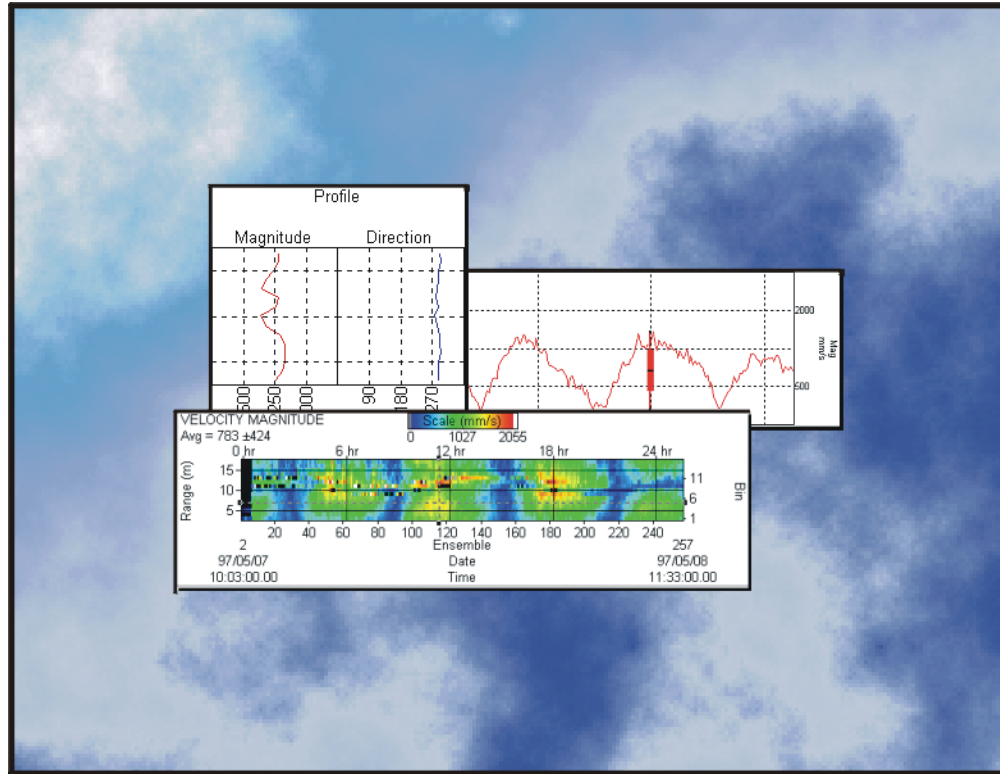 Profile
Magnitude Direction
500 250 000 90 180 270
2000
500
Mag
mm/s
VELOCITY MAGNITUDE
Scale (mm/s)
Avg = 783 ±424
0 1027 2055
0 hr 6 hr 12 hr 18 hr 24 hr
Range (m)
15
10
5
11
6
1
Bin
20 40 60 80 100 120 140 160 180 200 220 240
2 Ensemble 257
97/05/07 Date 97/05/08
10:03:00.00 Time 11:33:00.00